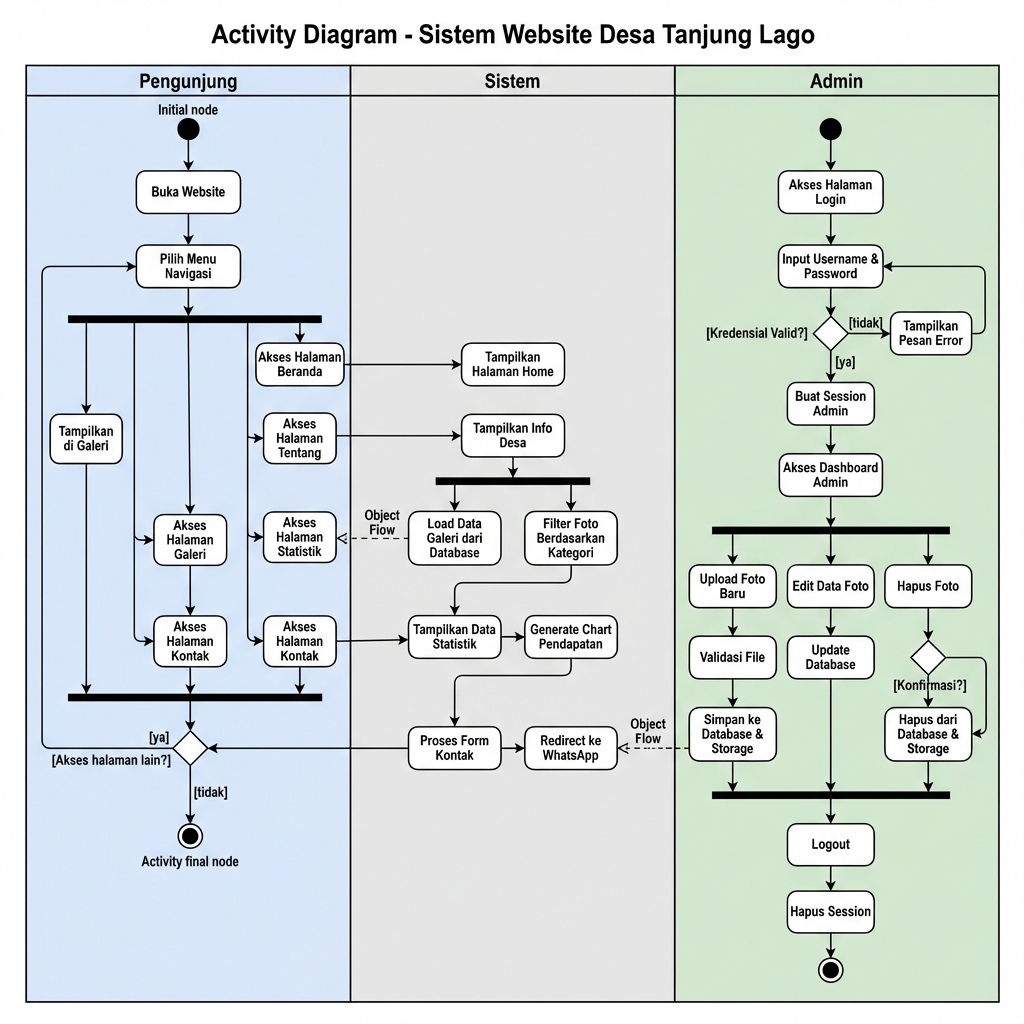 Activity Diagram - Sistem Website Desa Tanjung Lago
Pengunjung
Sistem
Admin
Initial node
Buka Website
Pilih Menu
Navigasi
Akses Halaman
Beranda
Tampilkan
di Galeri
Akses
Halaman
Tentang
Akses
Halaman
Galeri
Akses
Halaman
Statistik
Akses
Halaman
Kontak
Akses
Halaman
Kontak
[ya]
[Akses halaman lain?]
[tidak]
Activity final node
Tampilkan
Halaman Home
Tampilkan Info
Desa
Object
Flow
Load Data
Galeri dari
Database
Filter Foto
Berdasarkan
Kategori
Tampilkan Data
Statistik
Generate Chart
Pendapatan
Proses Form
Kontak
Redirect ke
WhatsApp
Object
Flow
Akses Halaman
Login
Input Username &
Password
[Kredensial Valid?]
[tidak]
Tampilkan
Pesan Error
[ya]
Buat Session
Admin
Akses Dashboard
Admin
Upload Foto
Baru
Edit Data Foto
Hapus Foto
Validasi File
Update
Database
[Konfirmasi?]
Simpan ke
Database &
Storage
Hapus dari
Database &
Storage
Logout
Hapus Session